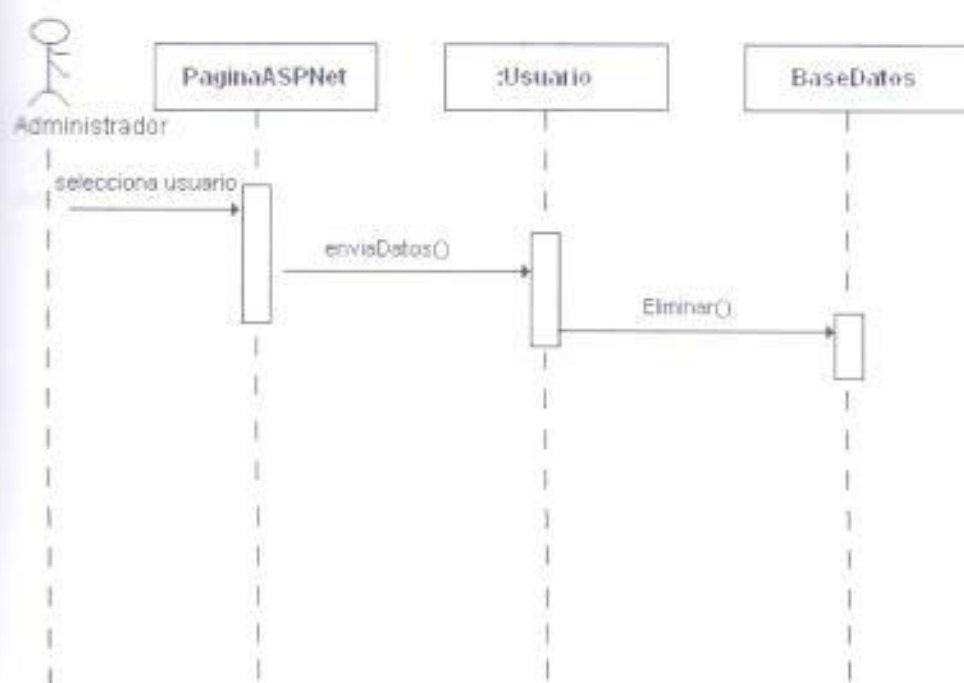 PaginaASPNet
:Usuario
BaseDatos
Administrador
selecciona usuario
enviaDatos()
Eliminar()